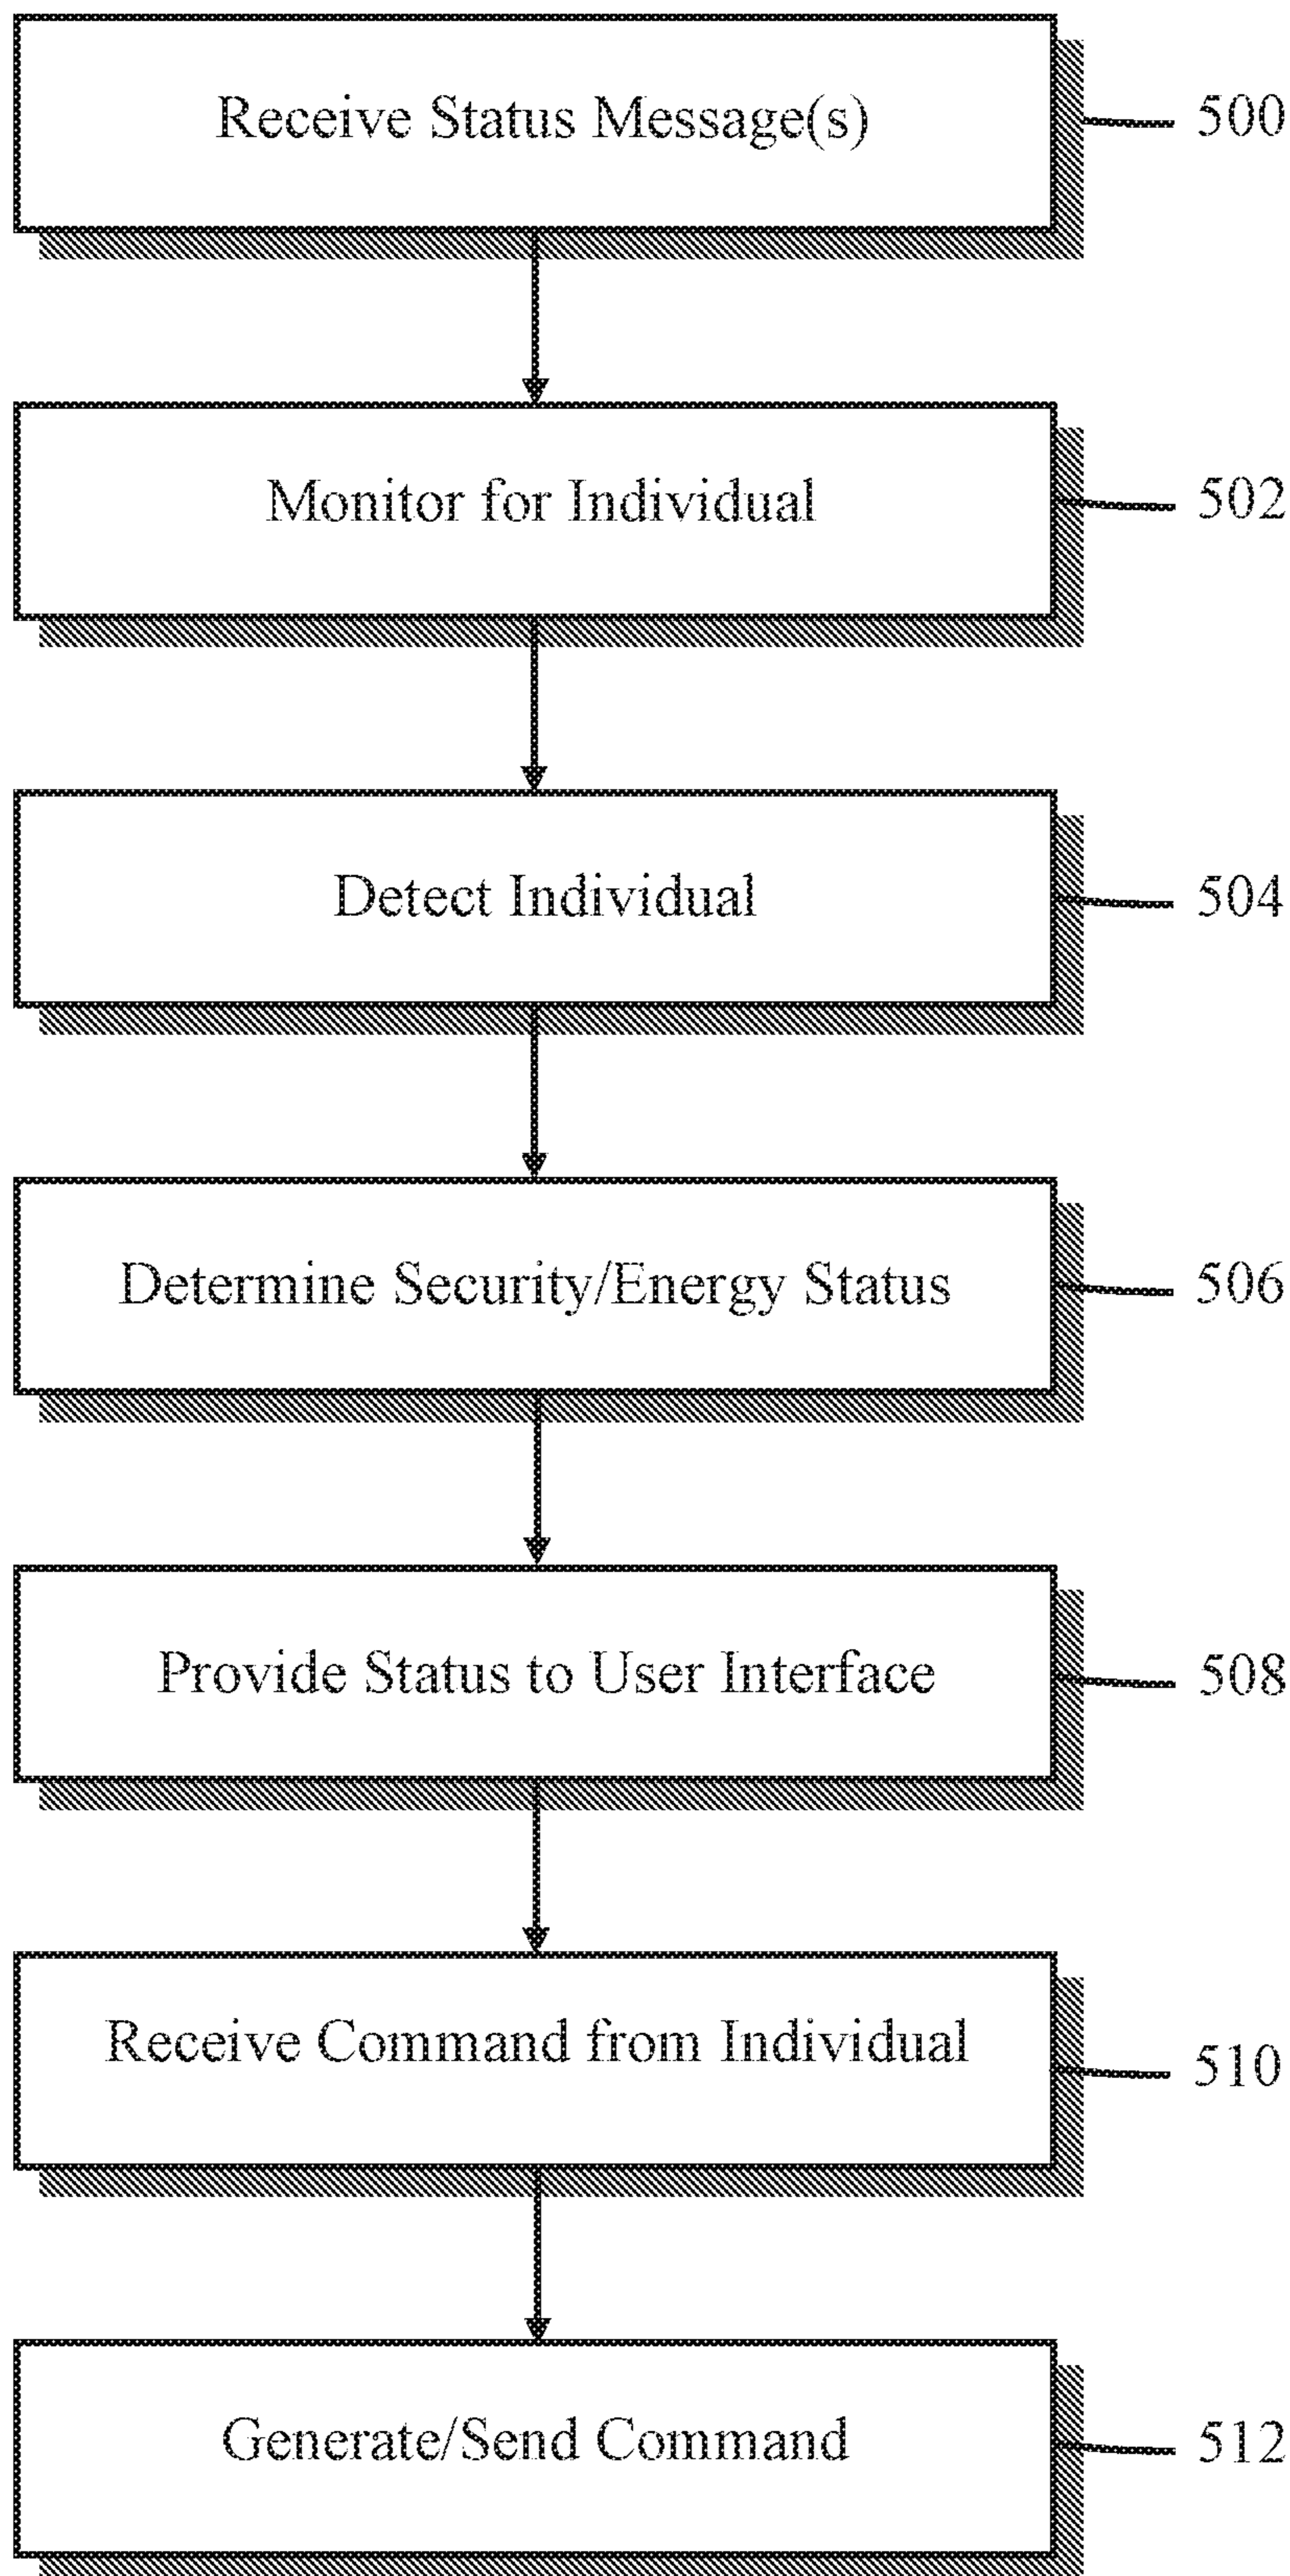 Receive Status Message(s)
500
Monitor for Individual
502
Detect Individual
504
Determine Security/Energy Status
506
Provide Status to User Interface
508
Receive Command from Individual
510
Generate/Send Command
512